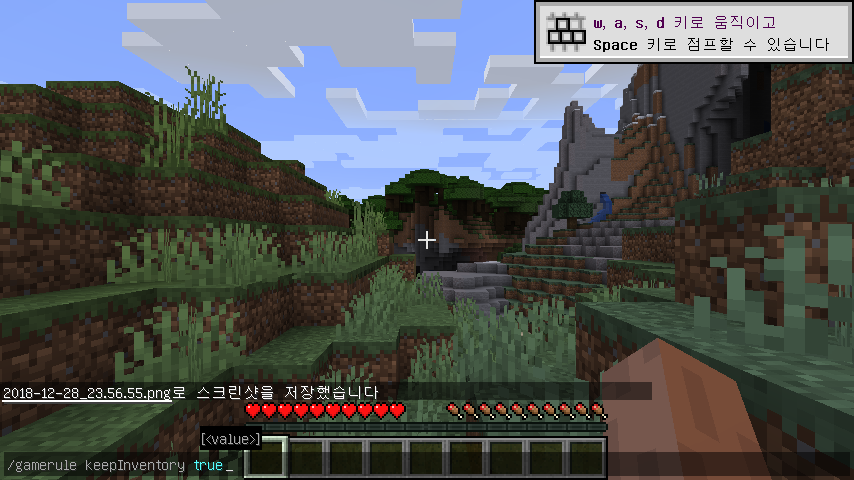 w, a, s, d 키로 움직이고
Space 키로 점프할 수 있습니다
2018-12-28_23.56.55.png로 스크린샷을 저장했습니다
[<value>]
/gamerule keepInventory true_